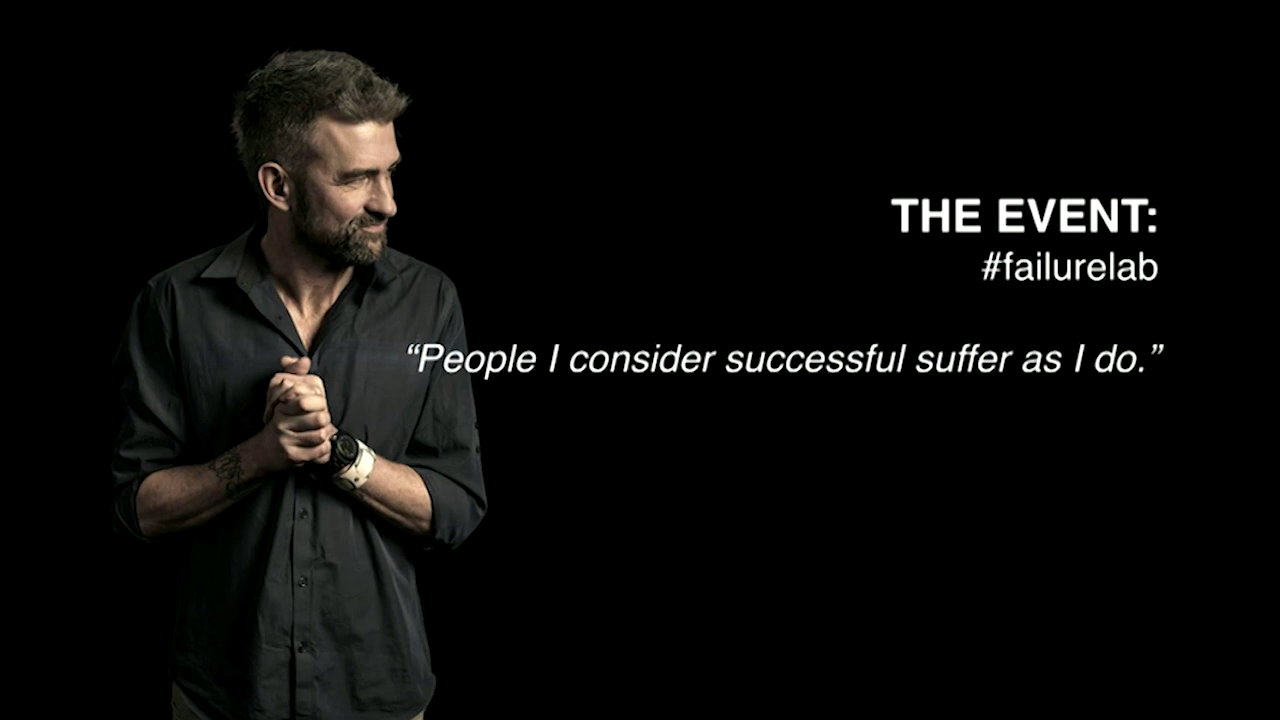 THE EVENT:
#failurelab
“People I consider successful suffer as I do.”